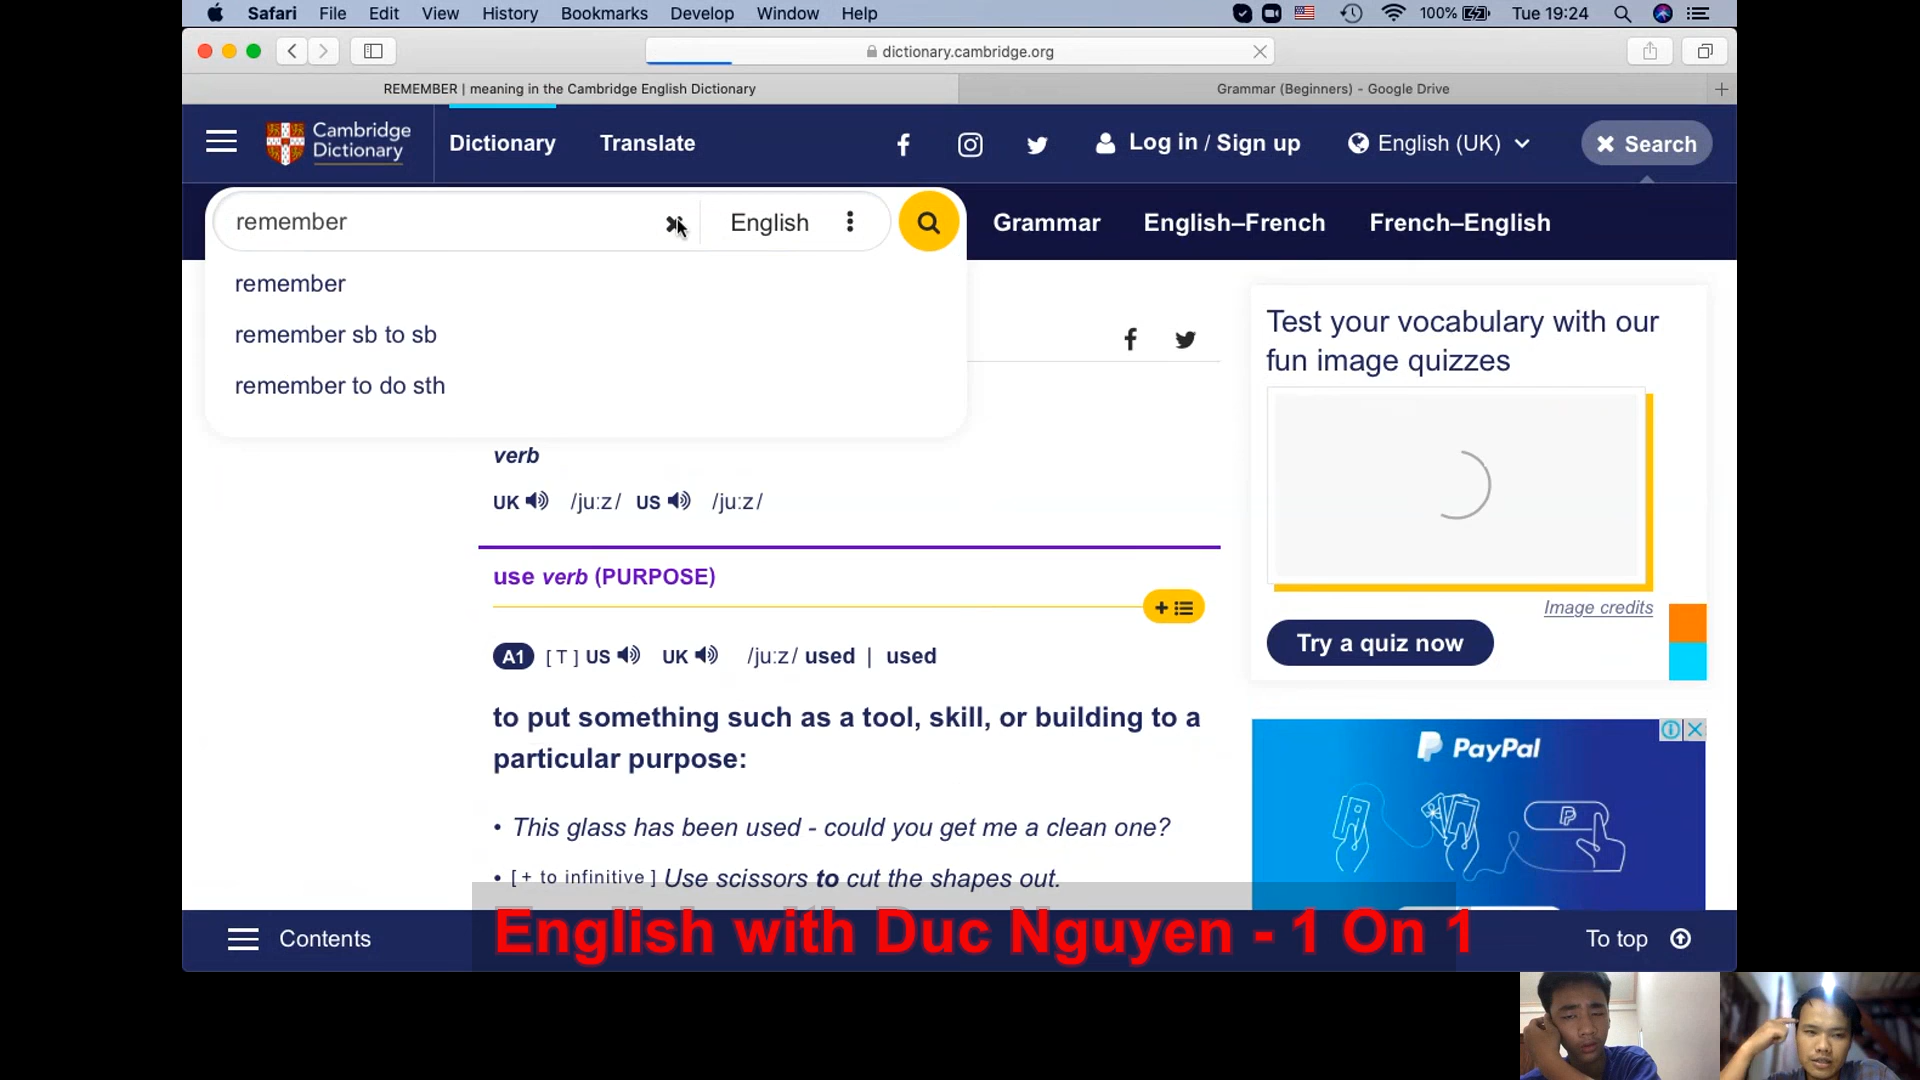 Safari File Edit View History Bookmarks Develop Window Help 100% Tue 19:24
dictionary.cambridge.org
REMEMBER | meaning in the Cambridge English Dictionary
Grammar (Beginners) - Google Drive
Cambridge
Dictionary
Dictionary
Translate
Log in / Sign up
English (UK)
Search
remember
English
Grammar
English–French
French–English
remember
remember sb to sb
remember to do sth
verb
UK /juːz/ US /juːz/
use verb (PURPOSE)
A1 [ T ] US UK /juːz/ used | used
to put something such as a tool, skill, or building to a
particular purpose:
• This glass has been used - could you get me a clean one?
• [ + to infinitive ] Use scissors to cut the shapes out.
Test your vocabulary with our
fun image quizzes
Image credits
Try a quiz now
PayPal
Contents
English with Duc Nguyen - 1 On 1
To top